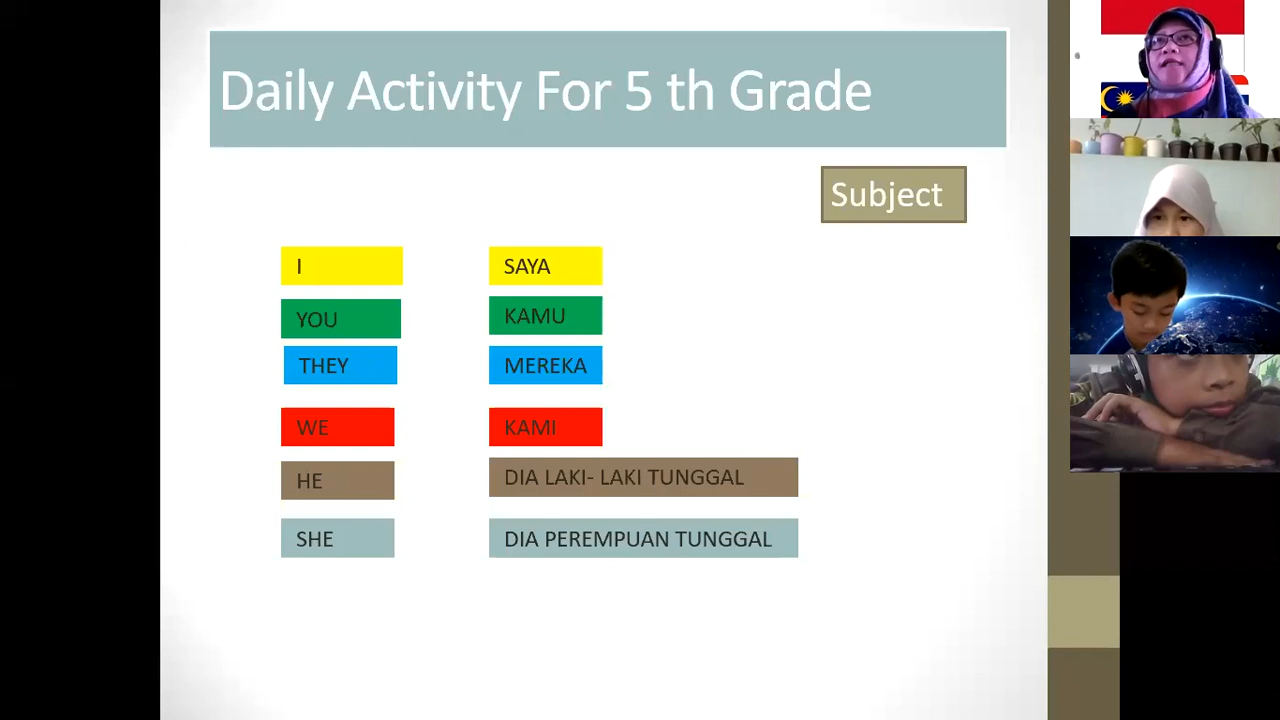 Daily Activity For 5 th Grade
Subject
I SAYA
YOU KAMU
THEY MEREKA
WE KAMI
HE DIA LAKI- LAKI TUNGGAL
SHE DIA PEREMPUAN TUNGGAL